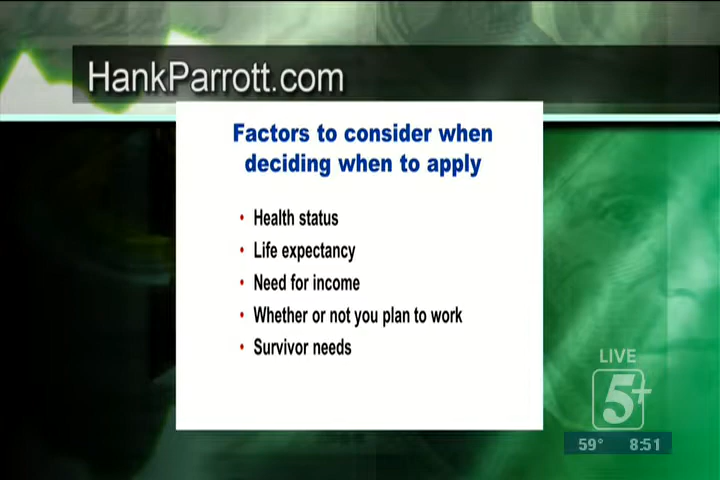 HankParrott.com
Factors to consider when
deciding when to apply
• Health status
• Life expectancy
• Need for income
• Whether or not you plan to work
• Survivor needs
LIVE
5+
59° 8:51